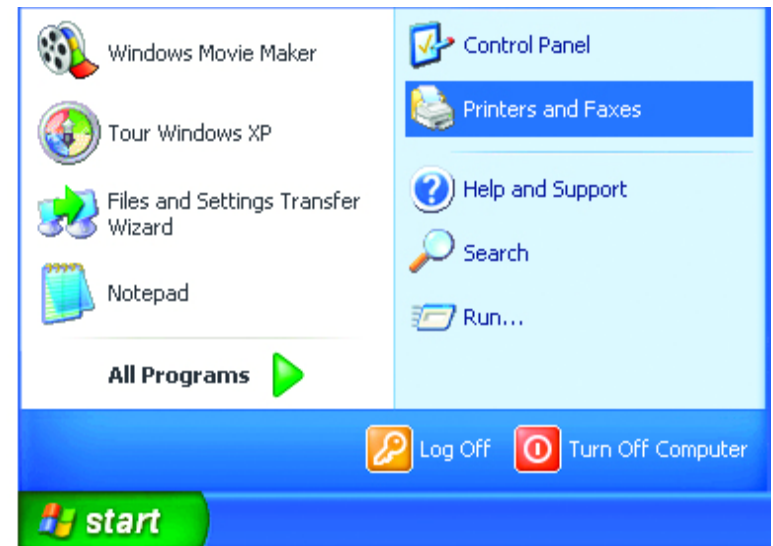 Windows Movie Maker
Tour Windows XP
Files and Settings Transfer
Wizard
Notepad
All Programs
Control Panel
Printers and Faxes
Help and Support
Search
Run...
Log Off
Turn Off Computer
start